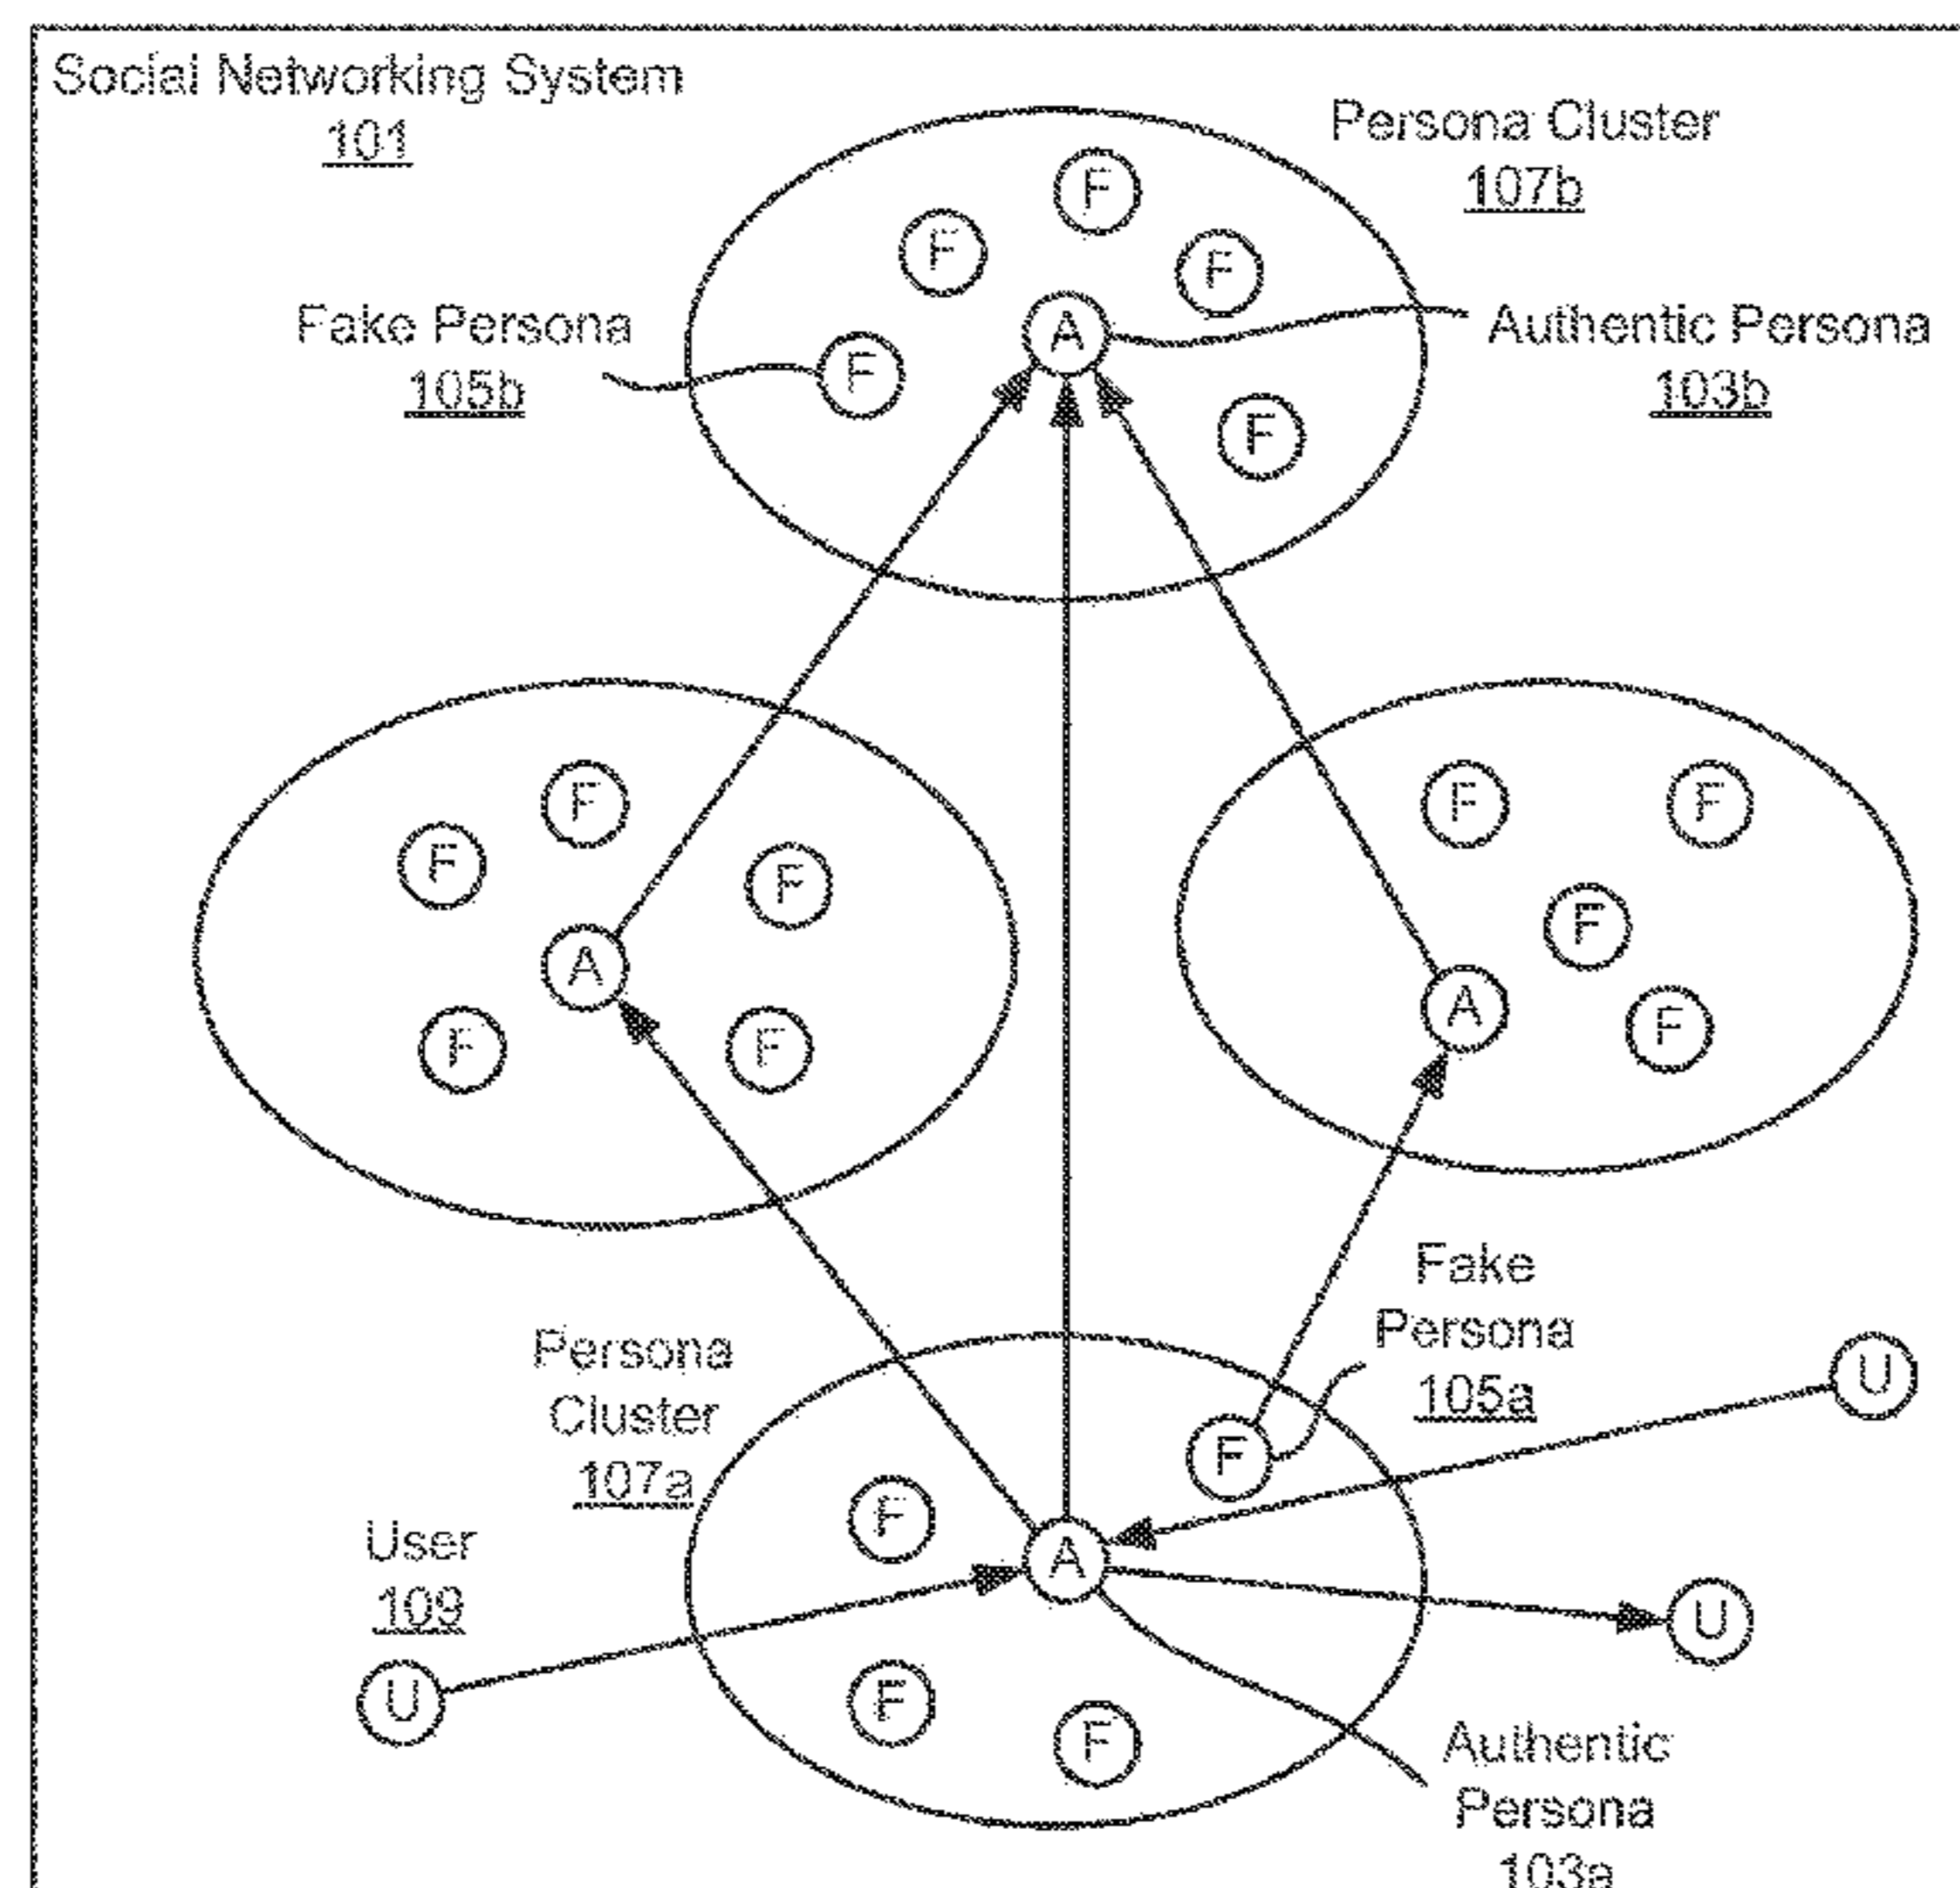 Social Networking System
101
Persona Cluster
107b
F
F
F
Fake Persona
105b
F
A
Authentic Persona
103b
F
F
F
F
A
F
F
F
F
F
A
F
Fake
Persona
105a
Persona
Cluster
107a
U
F
F
A
User
109
U
U
F
F
Authentic
Persona
103a